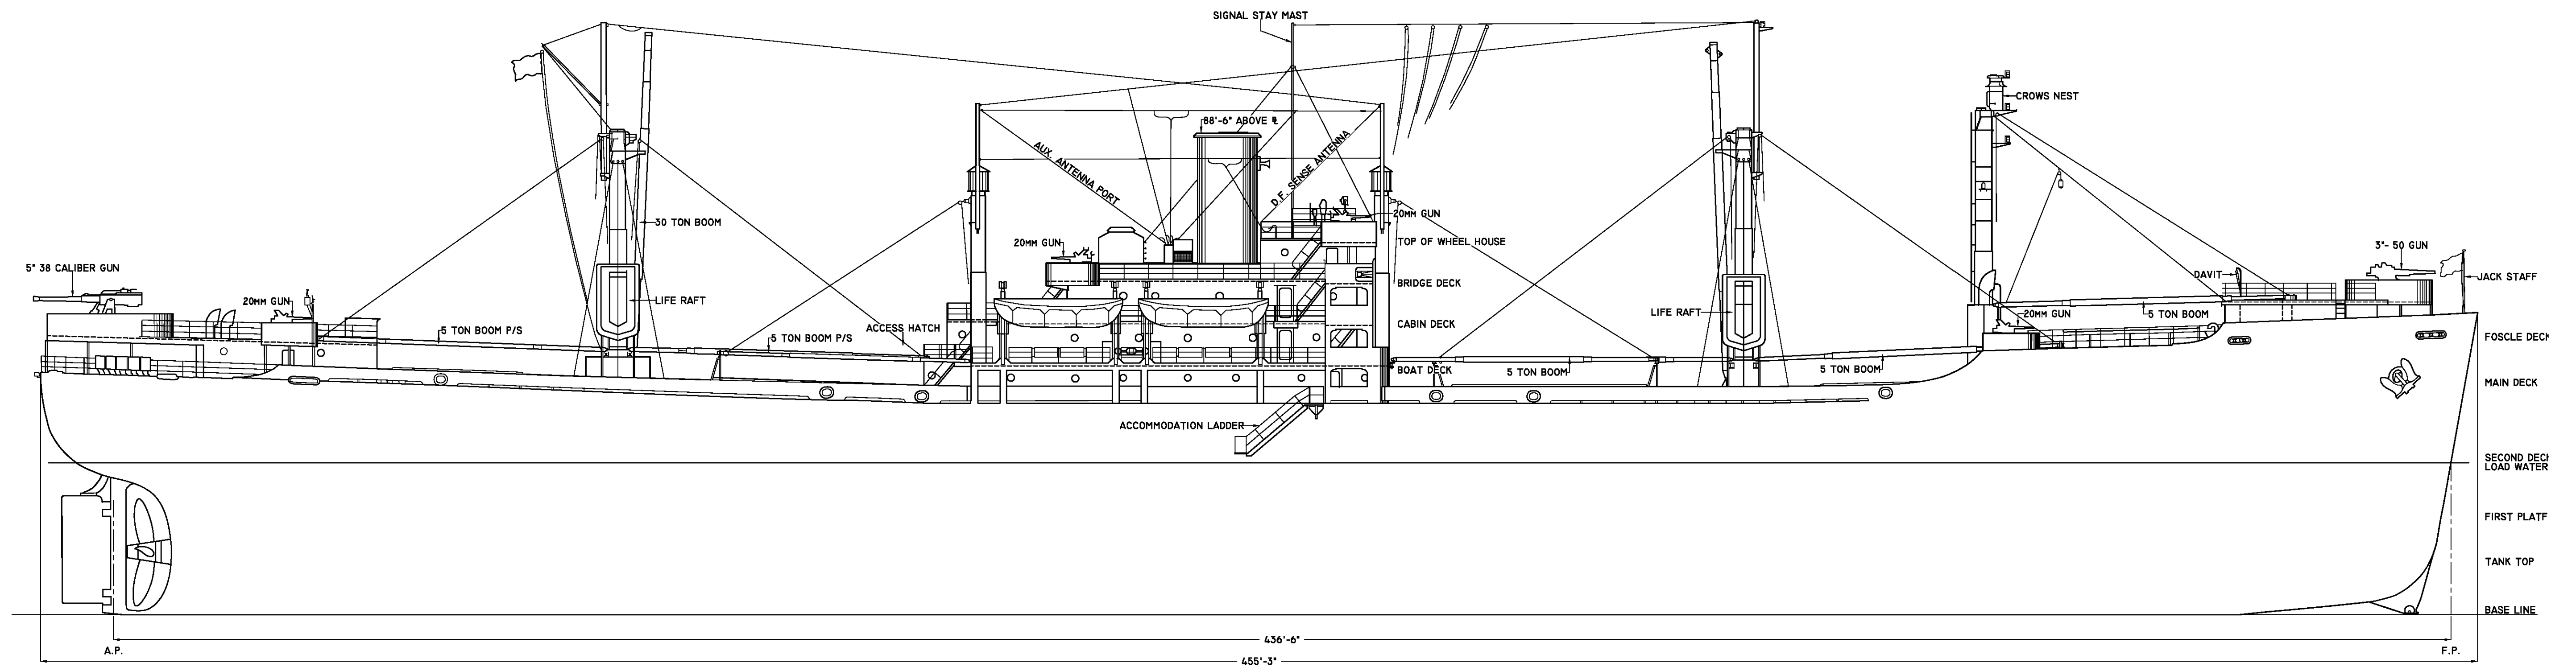 SIGNAL STAY MAST
CROWS NEST
88'-6" ABOVE ℄
AUX. ANTENNA PORT
D.F. SENSE ANTENNA
30 TON BOOM
20MM GUN
20MM GUN
TOP OF WHEEL HOUSE
3"- 50 GUN
5" 38 CALIBER GUN
DAVIT
JACK STAFF
BRIDGE DECK
20MM GUN
LIFE RAFT
LIFE RAFT
20MM GUN
5 TON BOOM
CABIN DECK
ACCESS HATCH
5 TON BOOM P/S
5 TON BOOM P/S
FOSCLE DECK
BOAT DECK
5 TON BOOM
5 TON BOOM
MAIN DECK
ACCOMMODATION LADDER
SECOND DECK
LOAD WATER
FIRST PLATF
TANK TOP
BASE LINE
436'-6"
A.P.
F.P.
455'-3"